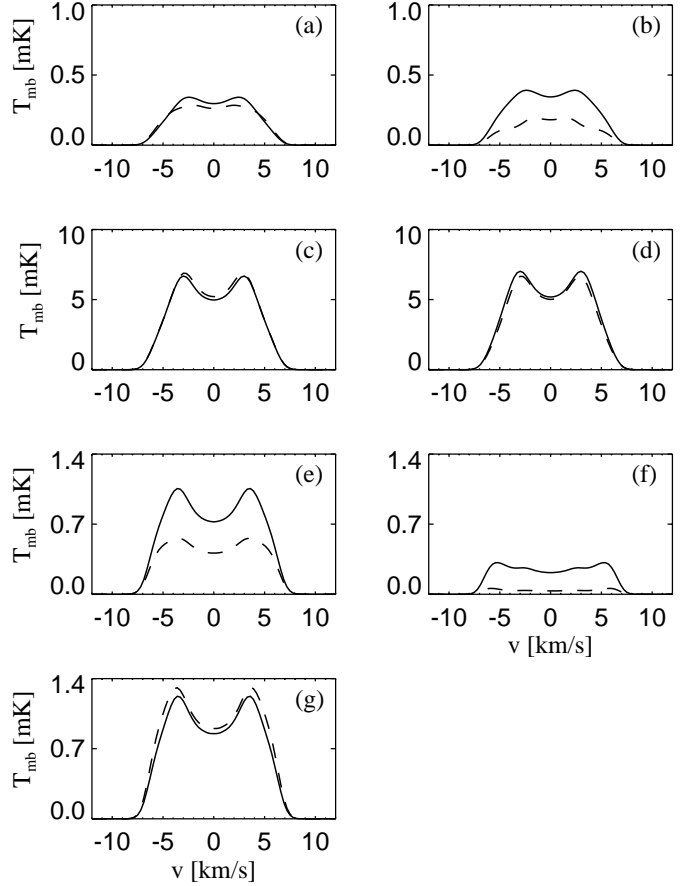 1.0 (a) 1.0 (b)
T_mb [mK]
0.5 0.5
0.0 0.0
-10 -5 0 5 10 -10 -5 0 5 10
10 (c) 10 (d)
T_mb [mK]
5 5
0 0
-10 -5 0 5 10 -10 -5 0 5 10
1.4 (e) 1.4 (f)
T_mb [mK]
0.7 0.7
0.0 0.0
-10 -5 0 5 10 -10 -5 0 5 10
v [km/s]
1.4 (g)
T_mb [mK]
0.7
0.0
-10 -5 0 5 10
v [km/s]